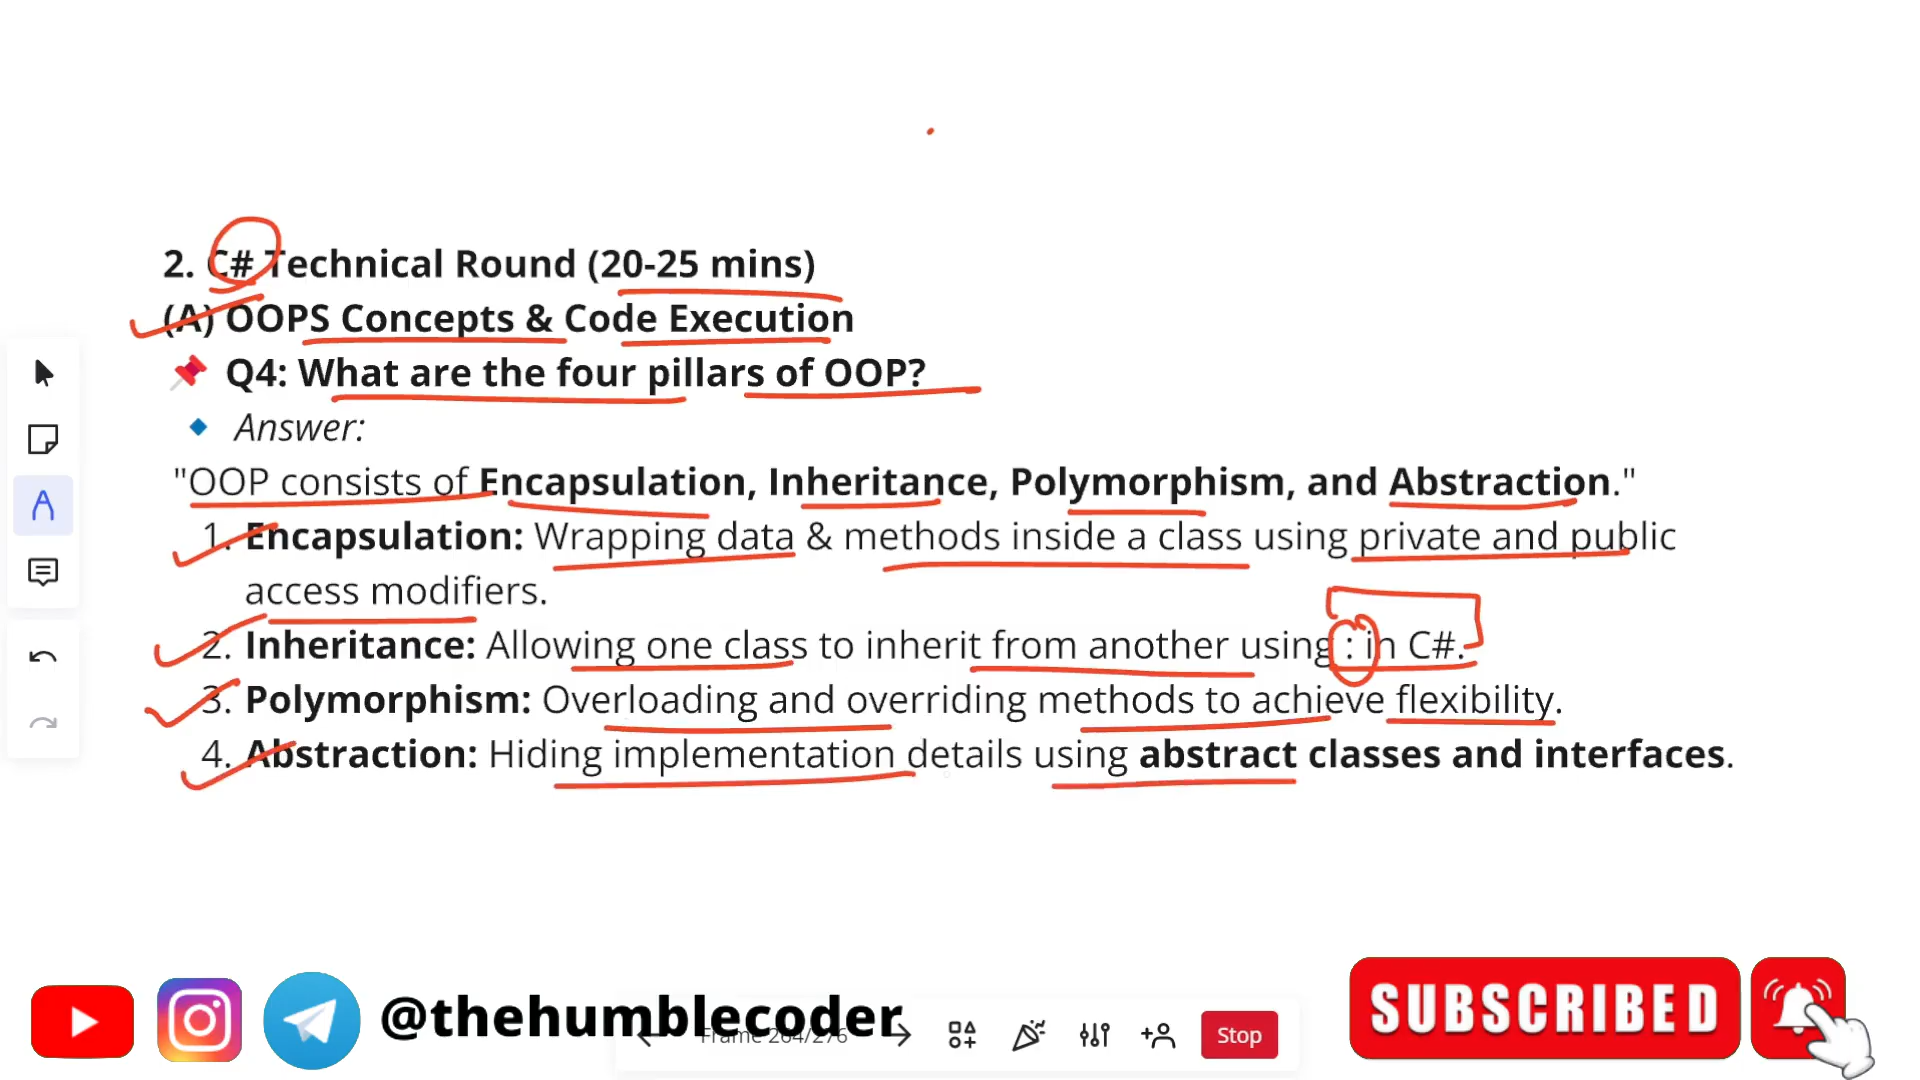 2. C# Technical Round (20-25 mins)
(A) OOPS Concepts & Code Execution
Q4: What are the four pillars of OOP?
Answer:
"OOP consists of Encapsulation, Inheritance, Polymorphism, and Abstraction."
1. Encapsulation: Wrapping data & methods inside a class using private and public
access modifiers.
2. Inheritance: Allowing one class to inherit from another using : in C#.
3. Polymorphism: Overloading and overriding methods to achieve flexibility.
4. Abstraction: Hiding implementation details using abstract classes and interfaces.
@thehumblecoder
Frame 264/276
Stop
SUBSCRIBED